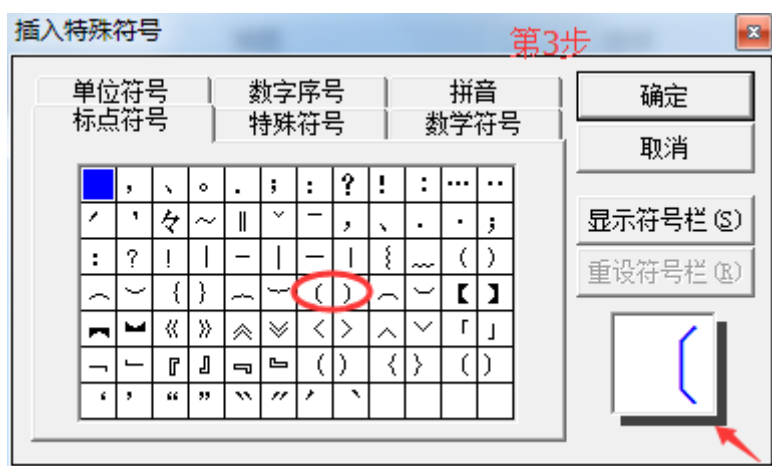 插入特殊符号
第3步
单位符号 数字序号 拼音
标点符号 特殊符号 数学符号
确定
取消
显示符号栏(S)
重设符号栏(R)
， 、 。 . ； ： ？ ！ ： … ‥
′ ' 々 ～ ‖ ˇ ﹉ ， 、 . · ；
： ？ ！ ︱ — ︳ – ︴ ﹏ （ ）
︵ ︶ { } ︷ ︸ 〔 〕 ︹ ︺ 【 】
︻ ︼ 《 》 ︽ ︾ 〈 〉 ︿ ﹀ 「 」
﹁ ﹂ 『 』 ﹃ ﹄ （ ） { } （ ）
‘ ’ “ ” 〝 〞 ′ ‵
〔